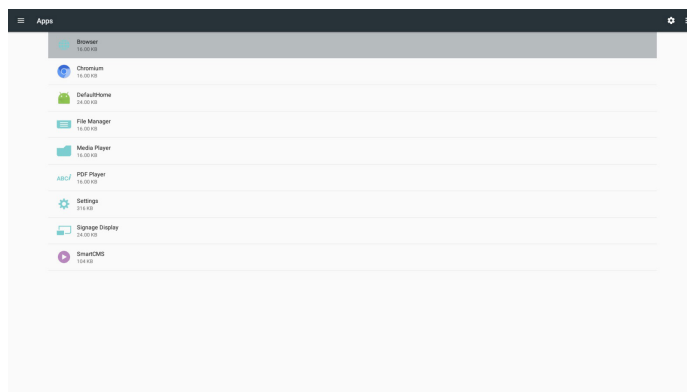 Apps
Browser
16.00 KB
Chromium
16.00 KB
DefaultHome
24.00 KB
File Manager
16.00 KB
Media Player
16.00 KB
ABC
PDF Player
16.00 KB
Settings
316 KB
Signage Display
24.00 KB
SmartCMS
104 KB